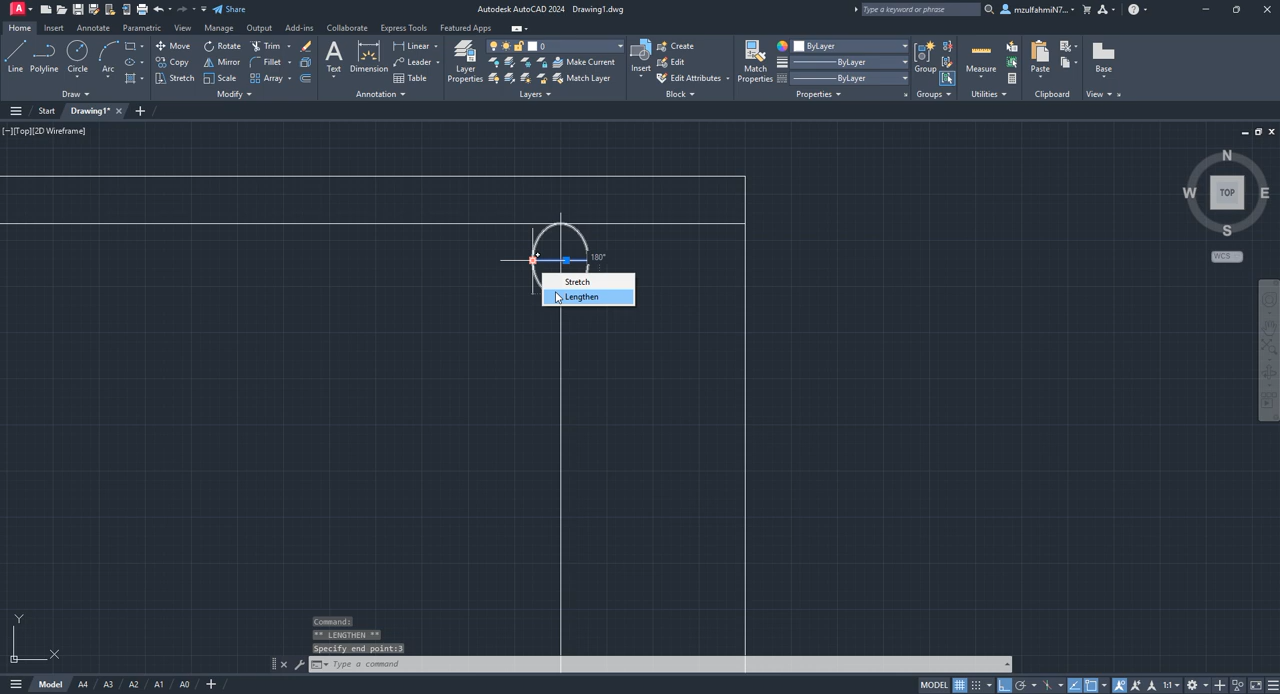 Share
Autodesk AutoCAD 2024 Drawing1.dwg
Type a keyword or phrase
mzulfahmiN7...
Home Insert Annotate Parametric View Manage Output Add-ins Collaborate Express Tools Featured Apps
Line Polyline Circle Arc
Move Rotate Trim
Copy Mirror Fillet
Stretch Scale Array
Text Dimension
Linear
Leader
Table
Layer Properties
0
Make Current
Match Layer
Insert
Create
Edit
Edit Attributes
Match Properties
ByLayer
ByLayer
ByLayer
Group
Measure
Paste
Base
Draw Modify Annotation Layers Block Properties Groups Utilities Clipboard View
Start Drawing1*
[−][Top][2D Wireframe]
N
W TOP E
S
WCS
180°
Stretch
Lengthen
Y
X
Command:
** LENGTHEN **
Specify end point:3
Type a command
Model A4 A3 A2 A1 A0
MODEL
1:1